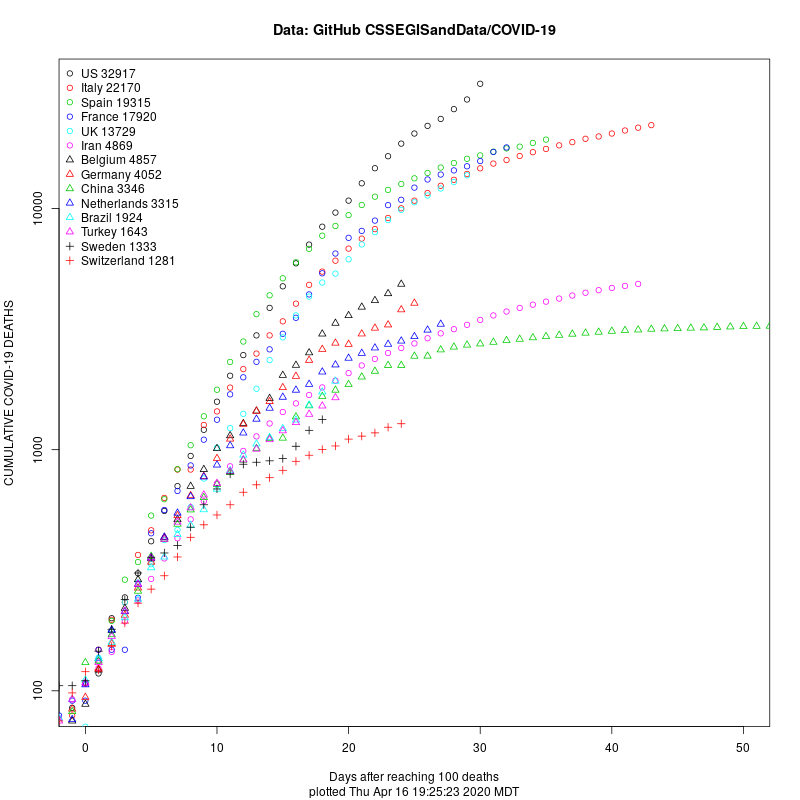 Data: GitHub CSSEGISandData/COVID-19
US 32917
Italy 22170
Spain 19315
France 17920
UK 13729
Iran 4869
Belgium 4857
Germany 4052
China 3346
Netherlands 3315
Brazil 1924
Turkey 1643
Sweden 1333
Switzerland 1281
CUMULATIVE COVID-19 DEATHS
10000
1000
100
0 10 20 30 40 50
Days after reaching 100 deaths
plotted Thu Apr 16 19:25:23 2020 MDT